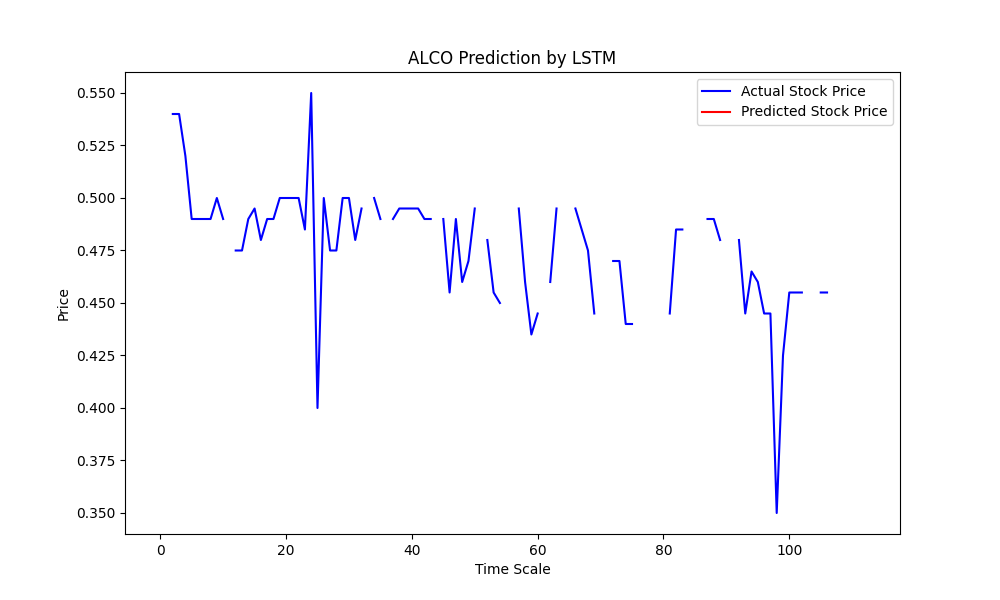 ALCO Prediction by LSTM
Actual Stock Price
Predicted Stock Price
0.550
0.525
0.500
0.475
0.450
0.425
0.400
0.375
0.350
Price
0 20 40 60 80 100
Time Scale